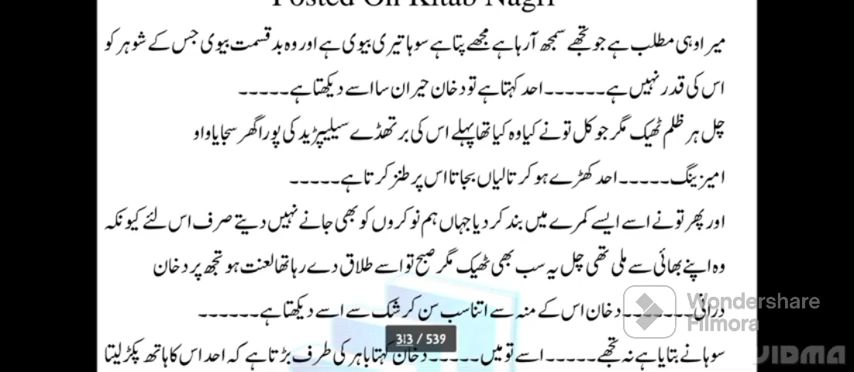 Posted On Kitab Nagri
میرا وہی مطلب ہے جو تجھے سمجھ آرہا ہے مجھے پتا ہے سوہا تیری بیوی ہے اور وہ بد قسمت بیوی جس کے شوہر کو
اس کی قدر نہیں ہے۔۔۔۔۔۔ احد کہتا ہے تو دخان حیران سا اسے دیکھتا ہے۔۔۔۔۔
چل ہر ظلم ٹھیک مگر جو کل تو نے کیا وہ کیا تھا پہلے اس کی برتھڈے سیلیبڑیڈ کی پورا گھر سجایا واو
امیزینگ۔۔۔۔۔ احد کھڑے ہو کر تالیاں بجاتا اس پر طنز کرتا ہے۔۔۔۔۔
اور پھر تو نے اسے ایسے کمرے میں بند کر دیا جہاں ہم نوکروں کو بھی جانے نہیں دیتے صرف اس لئے کیونکہ
وہ اپنے بھائی سے ملی تھی چل یہ سب بھی ٹھیک مگر صبح تو اسے طلاق دے رہا تھا لعنت ہو تجھ پر دخان
درانی۔۔۔۔۔۔ دخان اس کے منہ سے اتنا سب سن کر شک سے اسے دیکھتا ہے۔۔۔۔۔۔
سوہا نے بتایا ہے نہ تجھے۔۔۔۔۔ اسے تو میں۔۔۔۔۔ دخان کہتا باہر کی طرف بڑتا ہے کہ احد اس کا ہاتھ پکڑ لیتا
313 / 539
Wondershare
Filmora
VIDMA